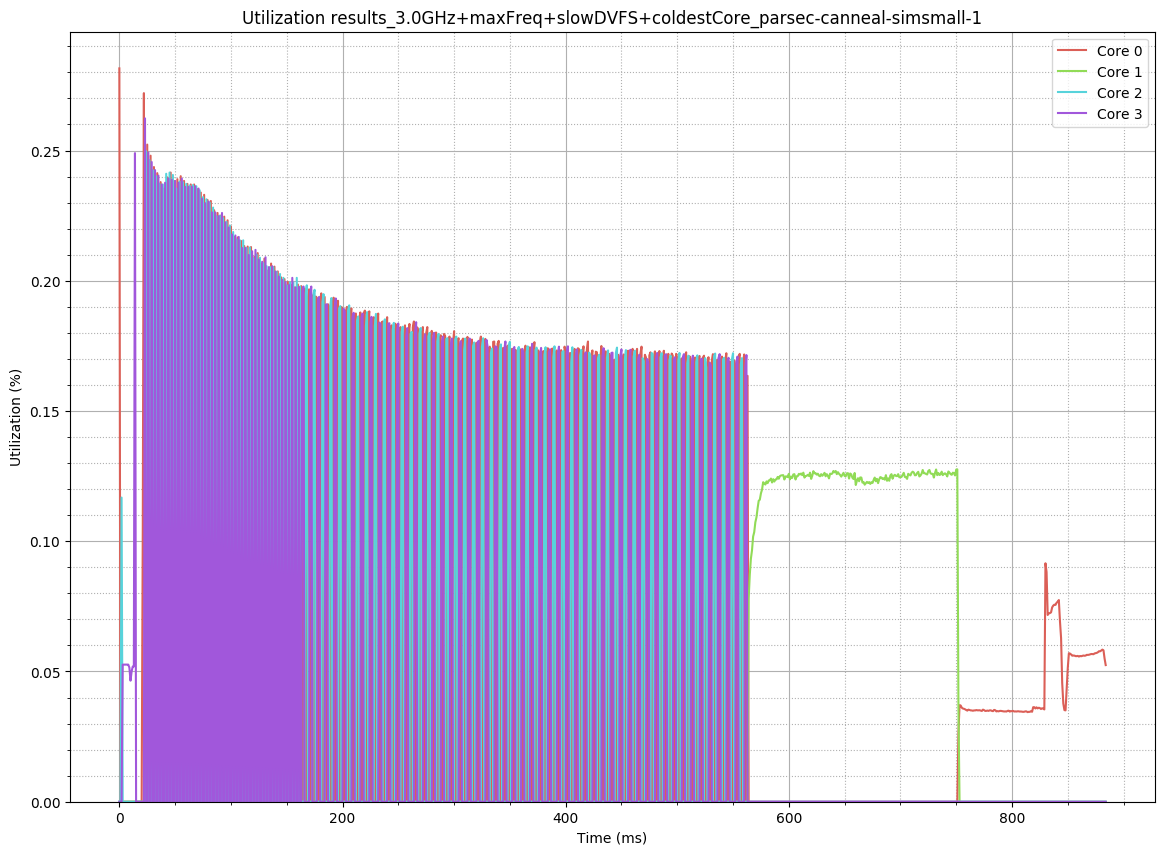 Utilization results_3.0GHz+maxFreq+slowDVFS+coldestCore_parsec-canneal-simsmall-1
Core 0
Core 1
Core 2
Core 3
Utilization (%)
0.25
0.20
0.15
0.10
0.05
0.00
0 200 400 600 800
Time (ms)